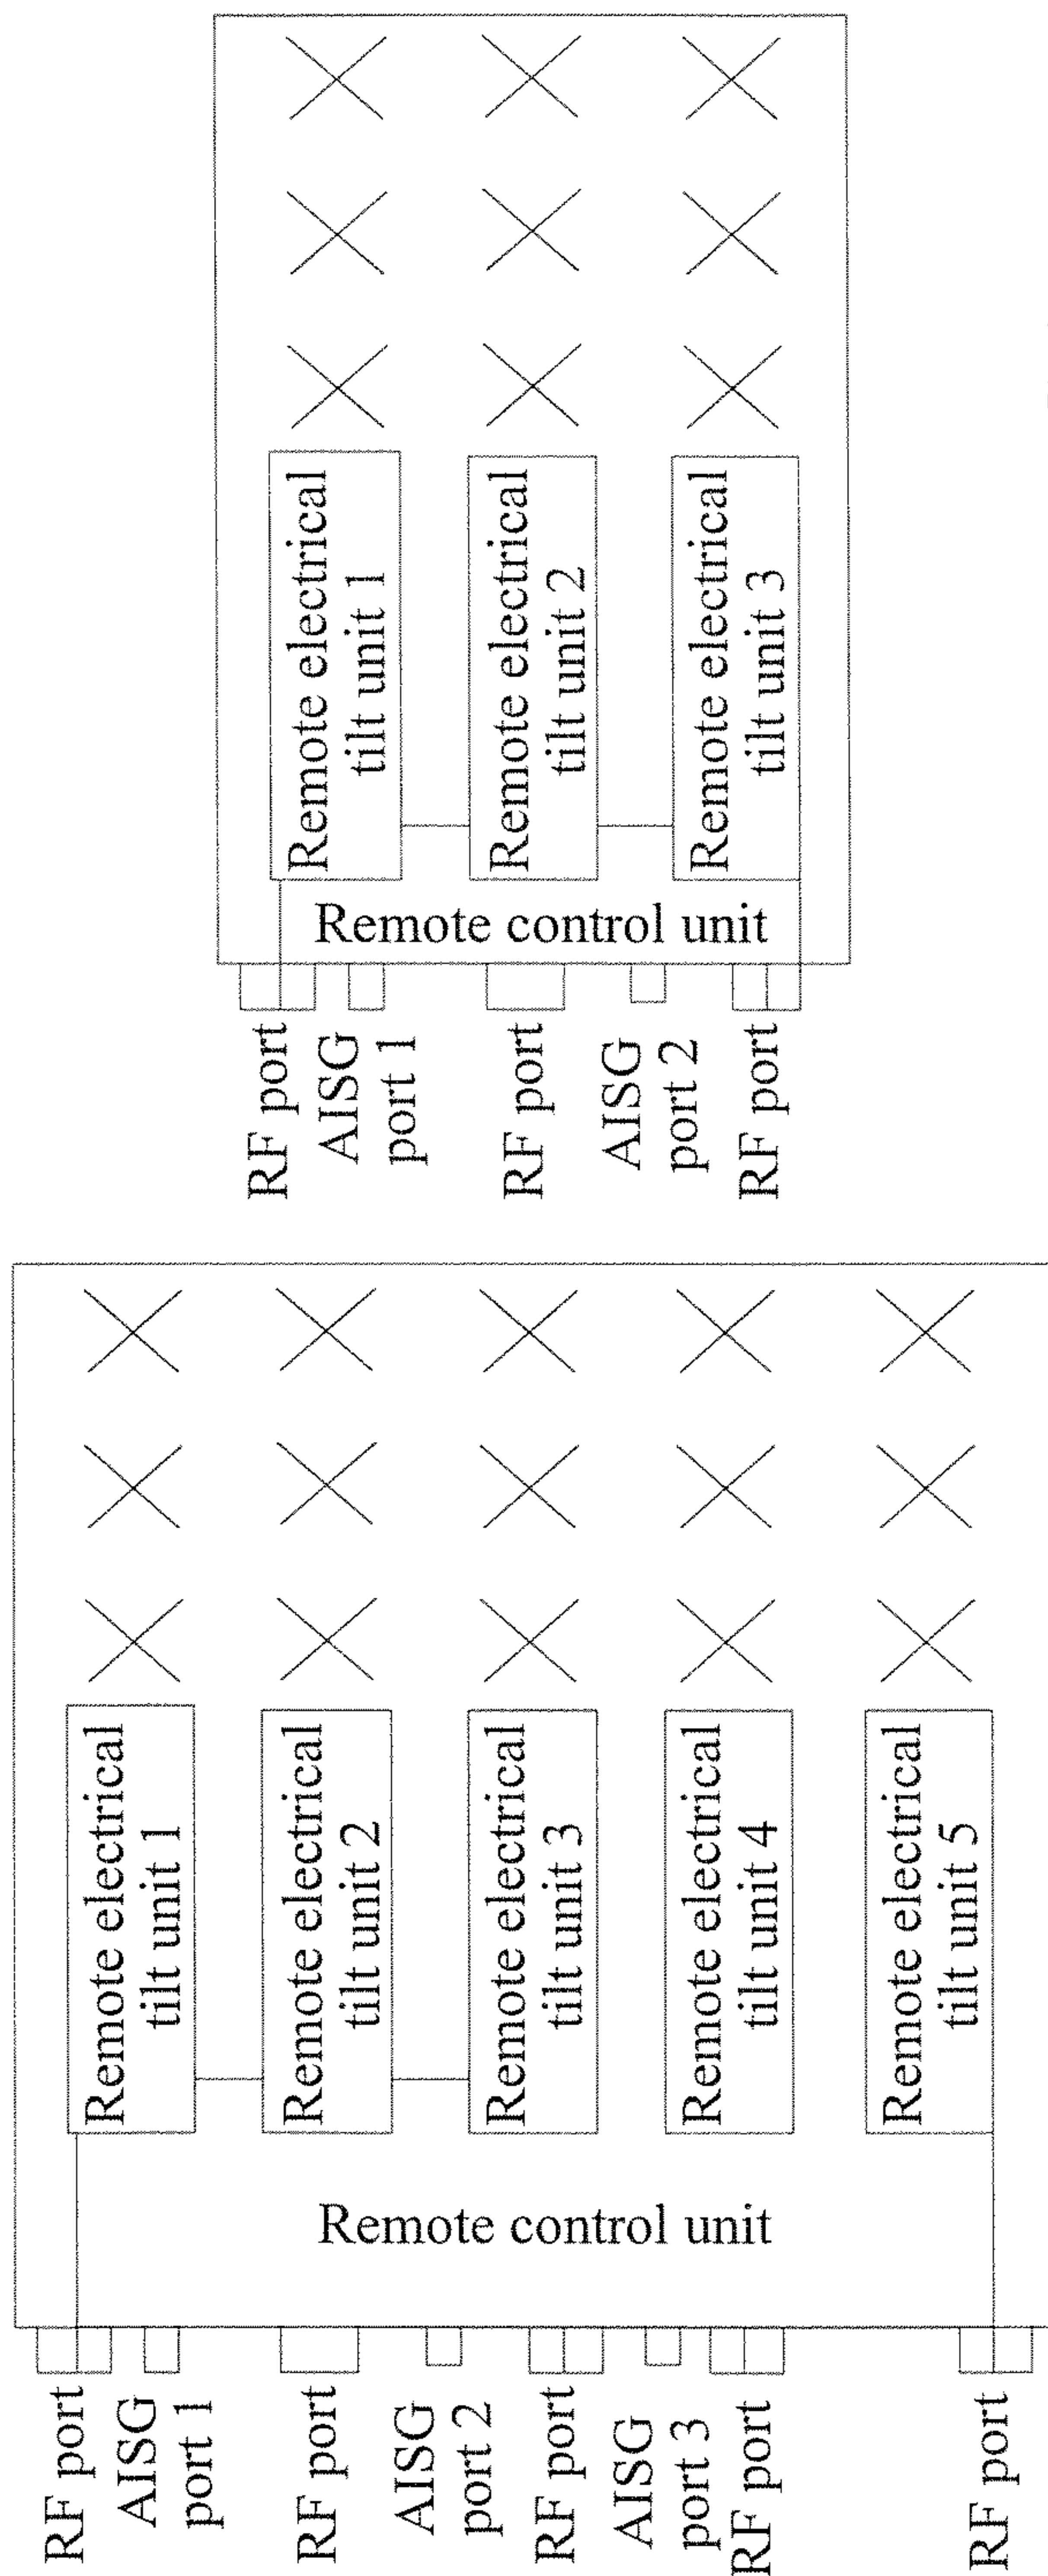 Remote electrical
tilt unit 1
Remote electrical
tilt unit 2
Remote electrical
tilt unit 3
Remote control unit
RF port
AISG
port 1
RF port
AISG
port 2
RF port
Remote electrical
tilt unit 1
Remote electrical
tilt unit 2
Remote electrical
tilt unit 3
Remote electrical
tilt unit 4
Remote electrical
tilt unit 5
Remote control unit
RF port
AISG
port 1
RF port
AISG
port 2
RF port
AISG
port 3
RF port
RF port